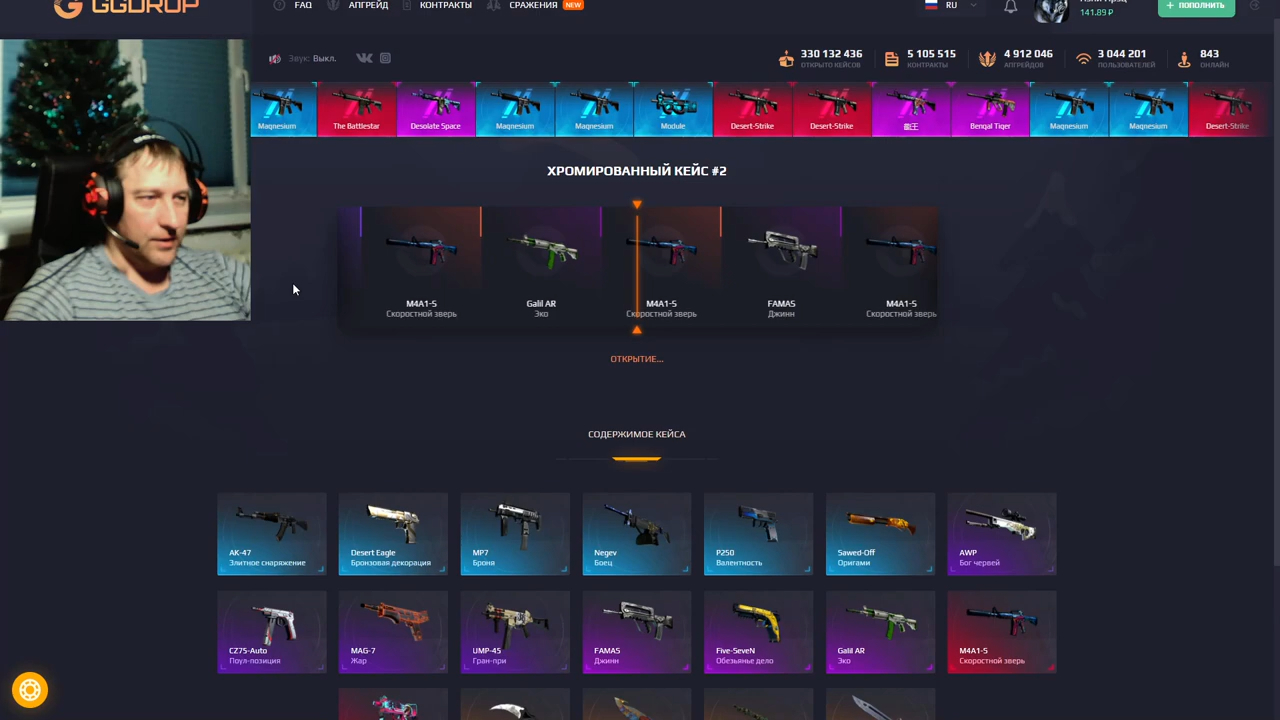 GGDROP
FAQ
АПГРЕЙД
КОНТРАКТЫ
СРАЖЕНИЯ NEW
RU
141.89 ₽
+ ПОПОЛНИТЬ
Звук: Выкл.
330 132 436
ОТКРЫТО КЕЙСОВ
5 105 515
КОНТРАКТЫ
4 912 046
АПГРЕЙДОВ
3 044 201
ПОЛЬЗОВАТЕЛЕЙ
843
ОНЛАЙН
Magnesium
The Battlestar
Desolate Space
Magnesium
Magnesium
Module
Desert-Strike
Desert-Strike
Bengal Tiger
Magnesium
Magnesium
Desert-Strike
ХРОМИРОВАННЫЙ КЕЙС #2
M4A1-S
Скоростной зверь
Galil AR
Эко
M4A1-S
Скоростной зверь
FAMAS
Джинн
M4A1-S
Скоростной зверь
ОТКРЫТИЕ...
СОДЕРЖИМОЕ КЕЙСА
AK-47
Элитное снаряжение
Desert Eagle
Бронзовая декорация
MP7
Броня
Negev
Боец
P250
Валентность
Sawed-Off
Оригами
AWP
Бог червей
CZ75-Auto
Поул-позиция
MAG-7
Жар
UMP-45
Гран-при
FAMAS
Джинн
Five-SeveN
Обезьянье дело
Galil AR
Эко
M4A1-S
Скоростной зверь